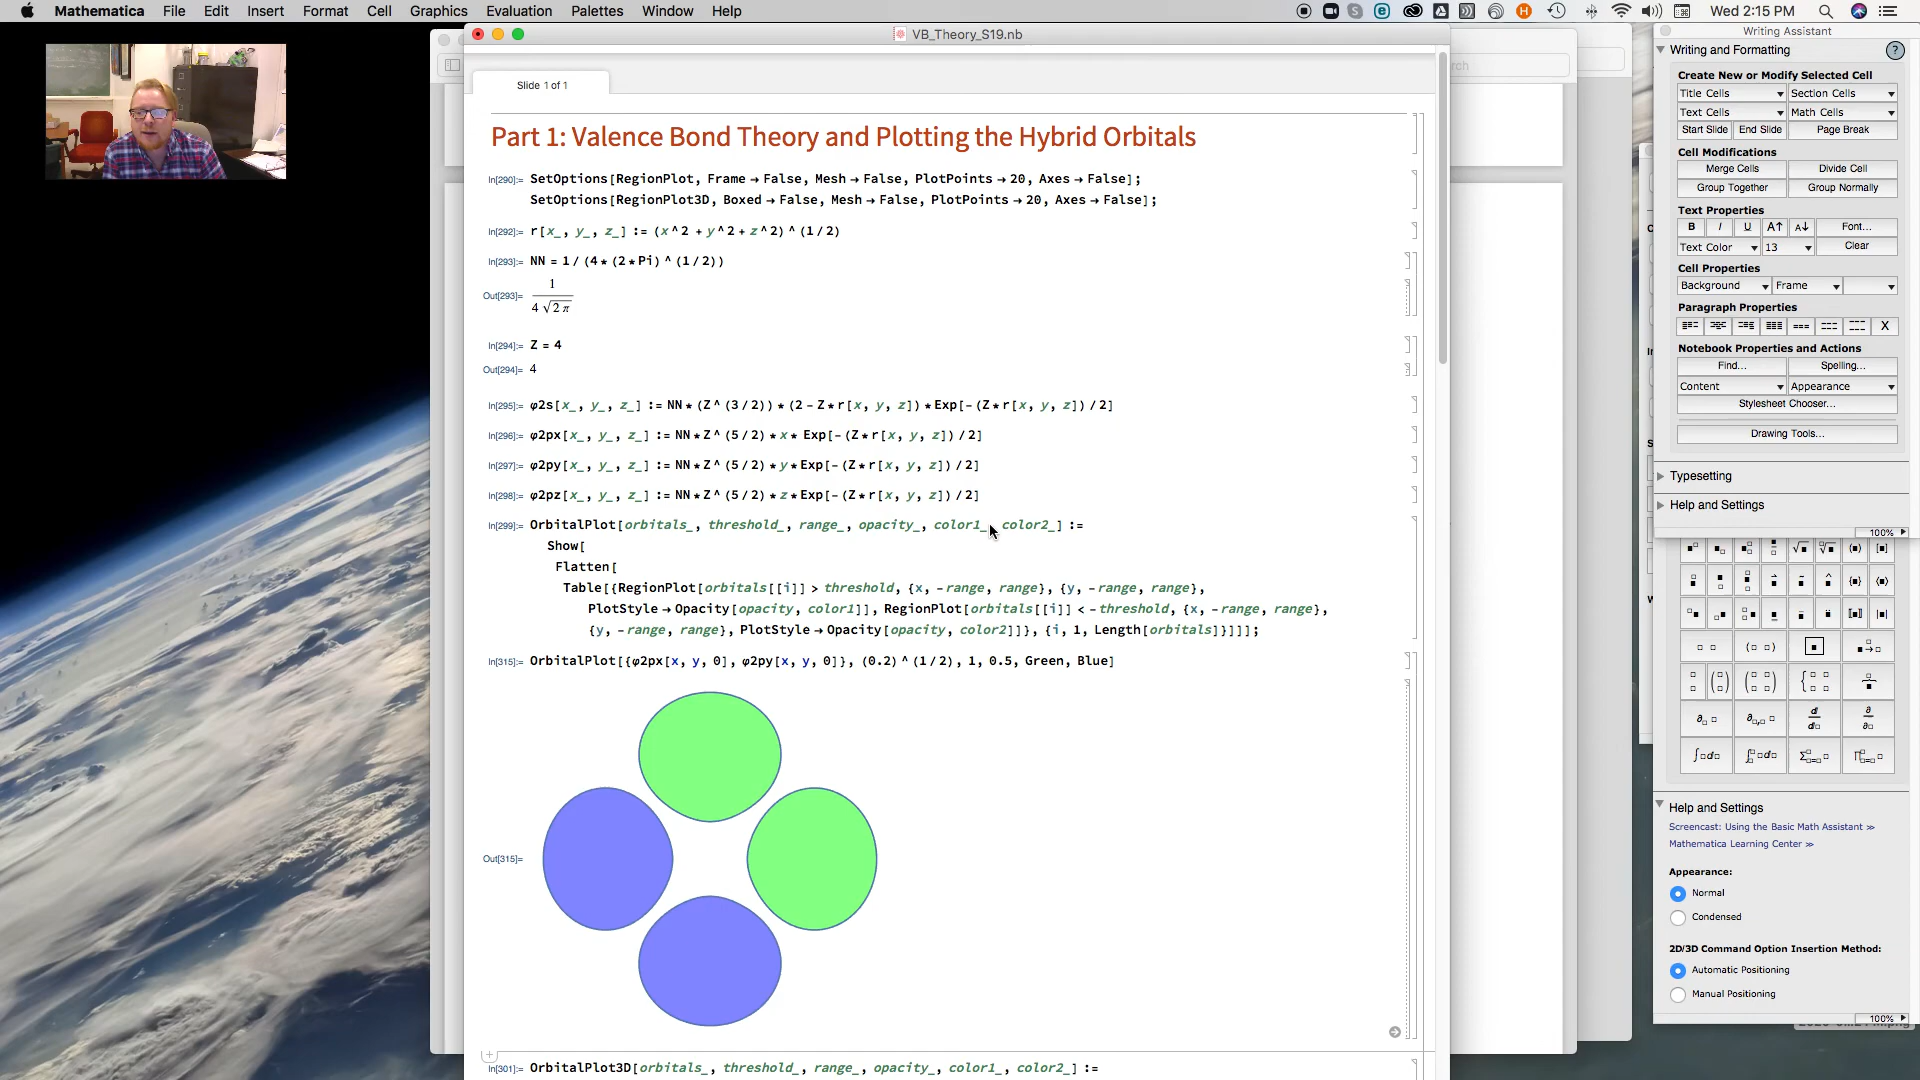 Mathematica File Edit Insert Format Cell Graphics Evaluation Palettes Window Help
Wed 2:15 PM
VB_Theory_S19.nb
Slide 1 of 1
Part 1: Valence Bond Theory and Plotting the Hybrid Orbitals
In[290]:= SetOptions[RegionPlot, Frame → False, Mesh → False, PlotPoints → 20, Axes → False];
SetOptions[RegionPlot3D, Boxed → False, Mesh → False, PlotPoints → 20, Axes → False];
In[292]:= r[x_, y_, z_] := (x^2 + y^2 + z^2)^(1/2)
In[293]:= NN = 1/(4*(2*Pi)^(1/2))
Out[293]= 1
4 √2 π
In[294]:= Z = 4
Out[294]= 4
In[295]:= φ2s[x_, y_, z_] := NN*(Z^(3/2))*(2-Z*r[x, y, z])*Exp[-(Z*r[x, y, z])/2]
In[296]:= φ2px[x_, y_, z_] := NN*Z^(5/2)*x*Exp[-(Z*r[x, y, z])/2]
In[297]:= φ2py[x_, y_, z_] := NN*Z^(5/2)*y*Exp[-(Z*r[x, y, z])/2]
In[298]:= φ2pz[x_, y_, z_] := NN*Z^(5/2)*z*Exp[-(Z*r[x, y, z])/2]
In[299]:= OrbitalPlot[orbitals_, threshold_, range_, opacity_, color1_, color2_] :=
Show[
Flatten[
Table[{RegionPlot[orbitals[[i]] > threshold, {x, -range, range}, {y, -range, range},
PlotStyle → Opacity[opacity, color1]], RegionPlot[orbitals[[i]] < -threshold, {x, -range, range},
{y, -range, range}, PlotStyle → Opacity[opacity, color2]]}, {i, 1, Length[orbitals]}]]];
In[315]:= OrbitalPlot[{φ2px[x, y, 0], φ2py[x, y, 0]}, (0.2)^(1/2), 1, 0.5, Green, Blue]
Out[315]=
In[301]:= OrbitalPlot3D[orbitals_, threshold_, range_, opacity_, color1_, color2_] :=
Writing Assistant
Writing and Formatting ?
Create New or Modify Selected Cell
Title Cells Section Cells
Text Cells Math Cells
Start Slide End Slide Page Break
Cell Modifications
Merge Cells Divide Cell
Group Together Group Normally
Text Properties
B I U A↑ A↓ Font...
Text Color 13 Clear
Cell Properties
Background Frame
Paragraph Properties
X
Notebook Properties and Actions
Find... Spelling...
Content Appearance
Stylesheet Chooser...
Drawing Tools...
Typesetting
Help and Settings
100%
Help and Settings
Screencast: Using the Basic Math Assistant ≫
Mathematica Learning Center ≫
Appearance:
Normal
Condensed
2D/3D Command Option Insertion Method:
Automatic Positioning
Manual Positioning
100%